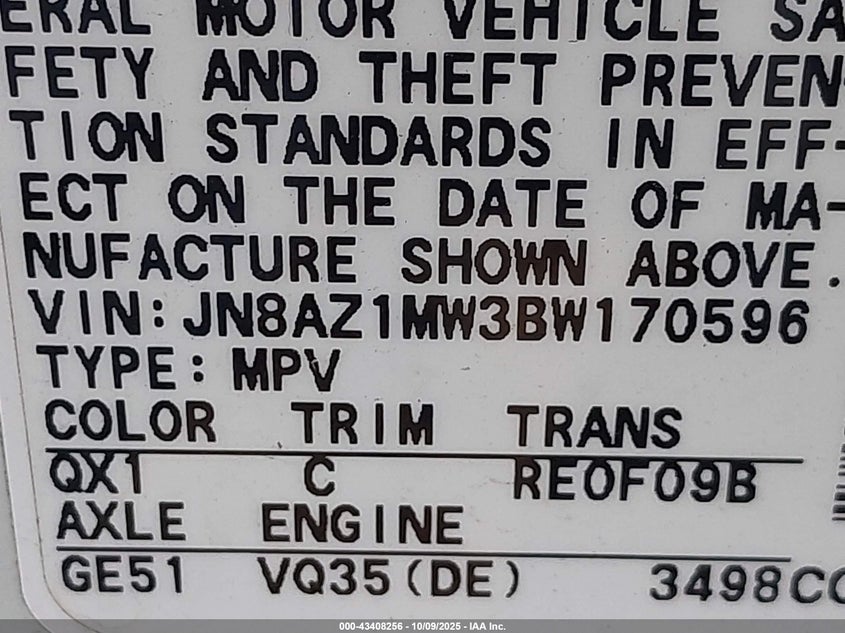 ERAL MOTOR VEHICLE SA
FETY AND THEFT PREVEN-
TION STANDARDS IN EFF-
ECT ON THE DATE OF MA-
NUFACTURE SHOWN ABOVE.
VIN: JN8AZ1MW3BW170596
TYPE: MPV
COLOR TRIM TRANS
QX1 C RE0F09B
AXLE ENGINE
GE51 VQ35(DE) 3498CC
000-43408256 - 10/09/2025 - IAA Inc.